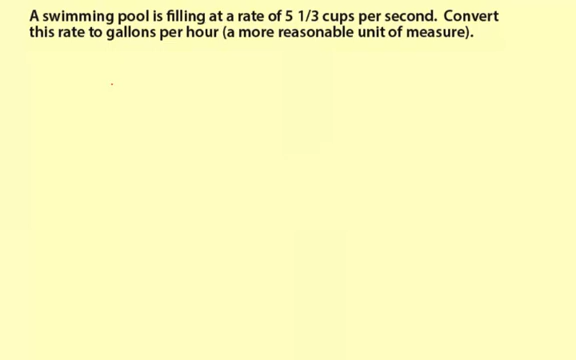 A swimming pool is filling at a rate of 5 1/3 cups per second. Convert
this rate to gallons per hour (a more reasonable unit of measure).